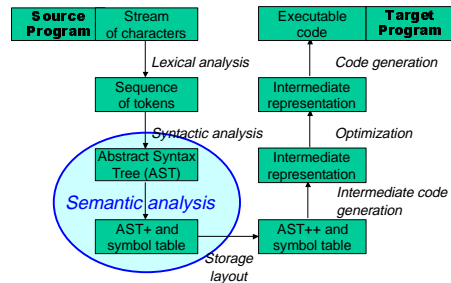 Source
Program
Stream
of characters
Executable
code
Target
Program
Lexical analysis
Code generation
Sequence
of tokens
Intermediate
representation
Syntactic analysis
Optimization
Abstract Syntax
Tree (AST)
Intermediate
representation
Semantic analysis
Intermediate code
generation
AST+ and
symbol table
AST++ and
symbol table
Storage
layout